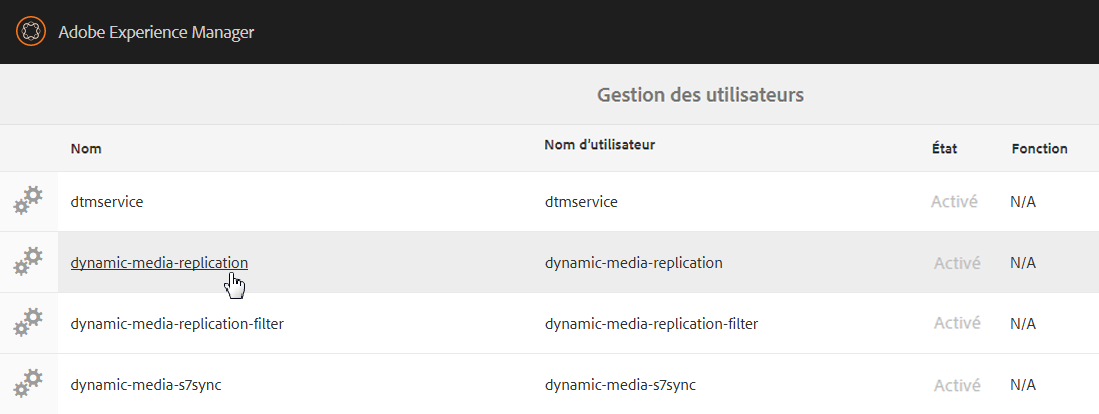 Adobe Experience Manager
Gestion des utilisateurs
Nom Nom d'utilisateur État Fonction
dtmservice dtmservice Activé N/A
dynamic-media-replication dynamic-media-replication Activé N/A
dynamic-media-replication-filter dynamic-media-replication-filter Activé N/A
dynamic-media-s7sync dynamic-media-s7sync Activé N/A